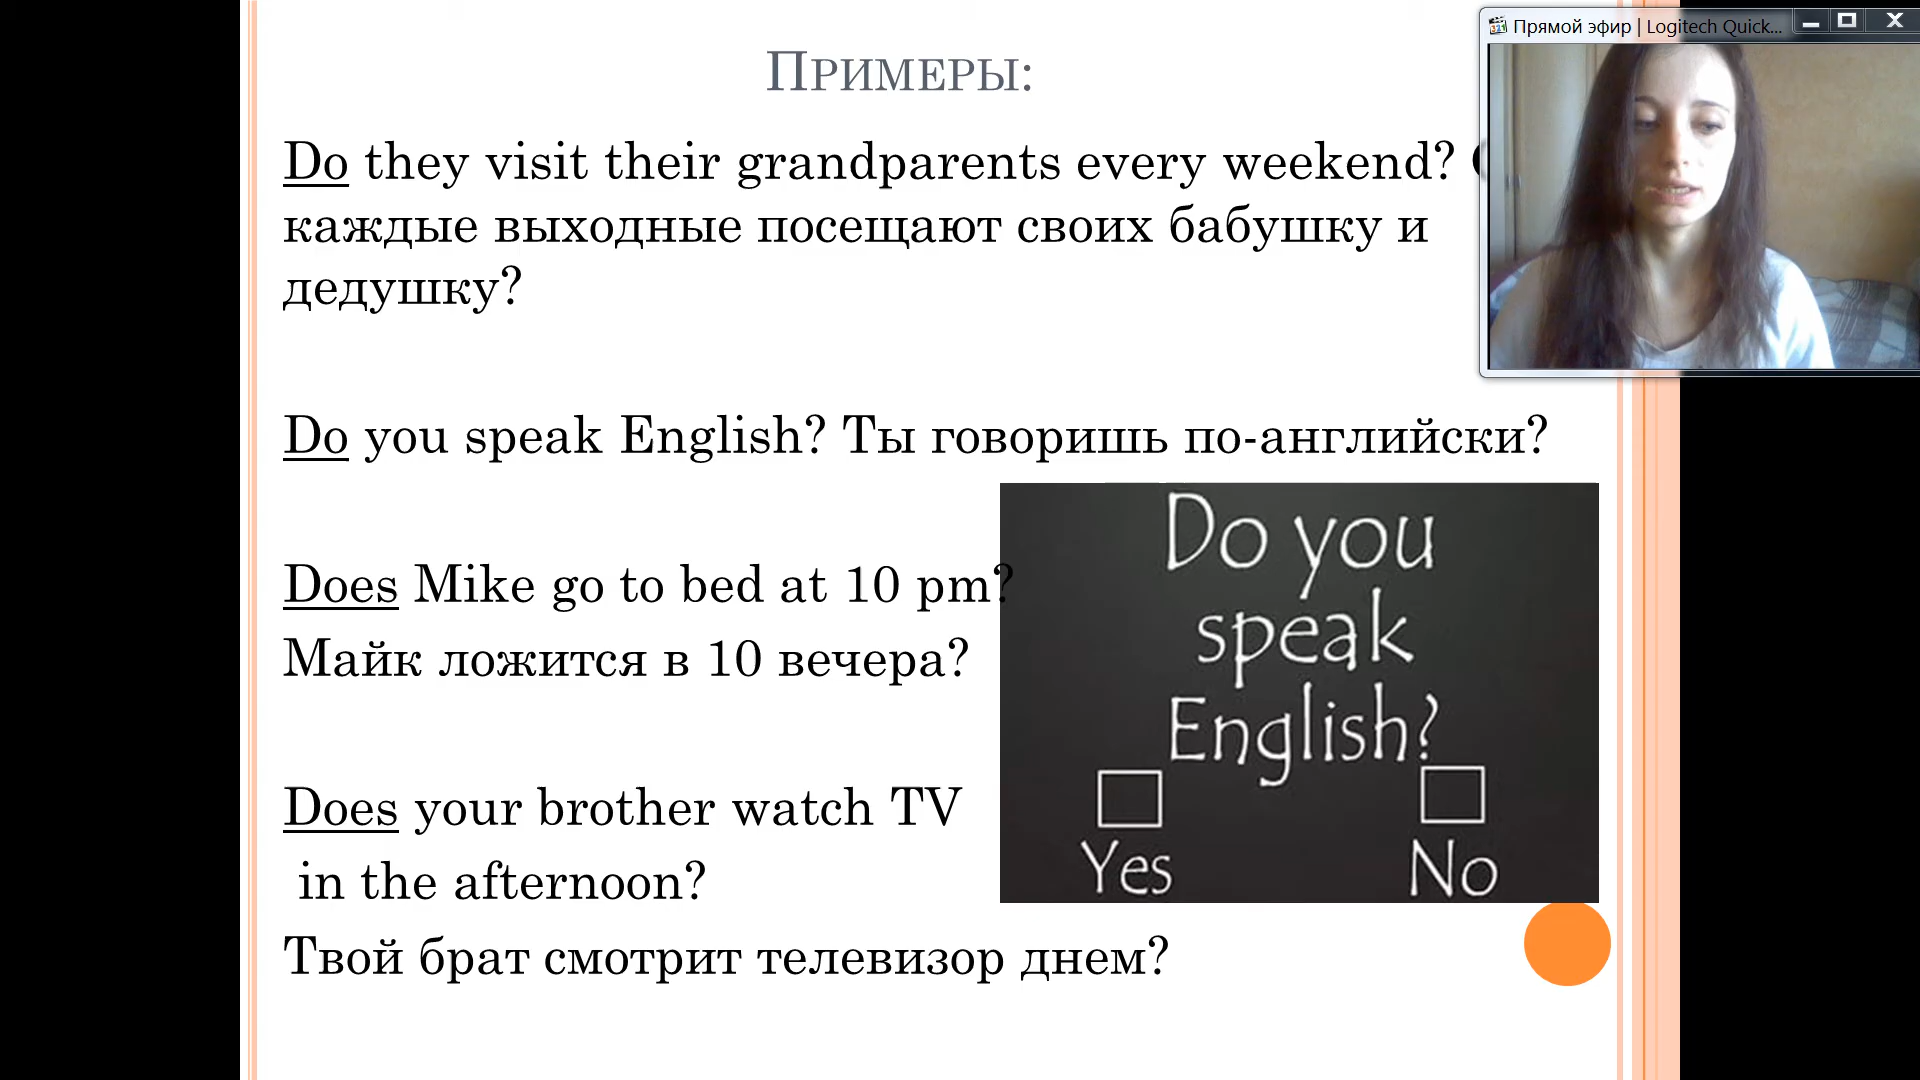 Примеры:
Прямой эфир | Logitech Quick...
Do they visit their grandparents every weekend?
каждые выходные посещают своих бабушку и
дедушку?
Do you speak English? Ты говоришь по-английски?
Does Mike go to bed at 10 pm?
Майк ложится в 10 вечера?
Does your brother watch TV
in the afternoon?
Твой брат смотрит телевизор днем?
Do you
speak
English?
Yes
No